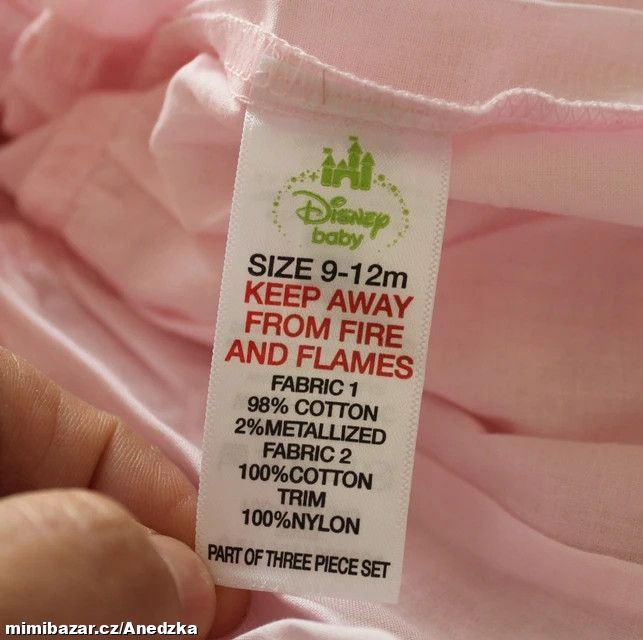 Disney
baby
SIZE 9-12m
KEEP AWAY
FROM FIRE
AND FLAMES
FABRIC 1
98% COTTON
2%METALLIZED
FABRIC 2
100%COTTON
TRIM
100%NYLON
PART OF THREE PIECE SET
mimibazar.cz/Anedzka